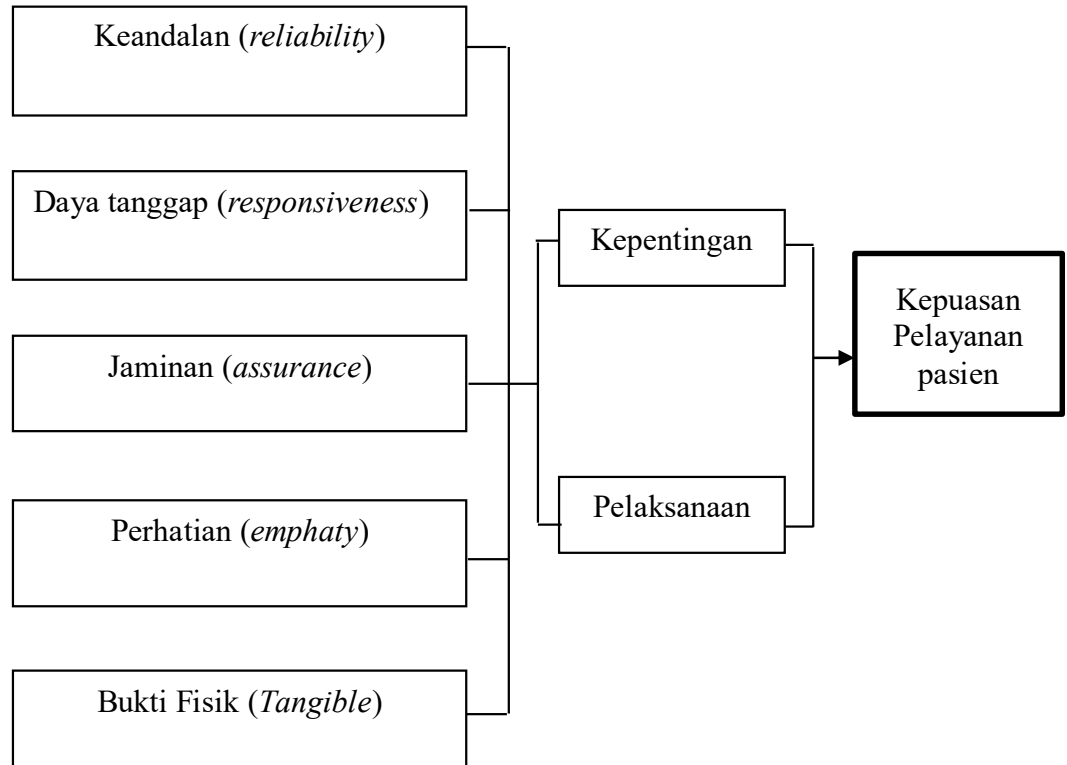 Keandalan (reliability)
Daya tanggap (responsiveness)
Jaminan (assurance)
Perhatian (emphaty)
Bukti Fisik (Tangible)
Kepentingan
Pelaksanaan
Kepuasan
Pelayanan
pasien